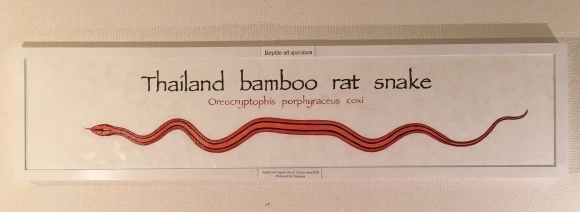 Reptile art specimen
Thailand bamboo rat snake
Oreocryptophis porphyraceus coxi